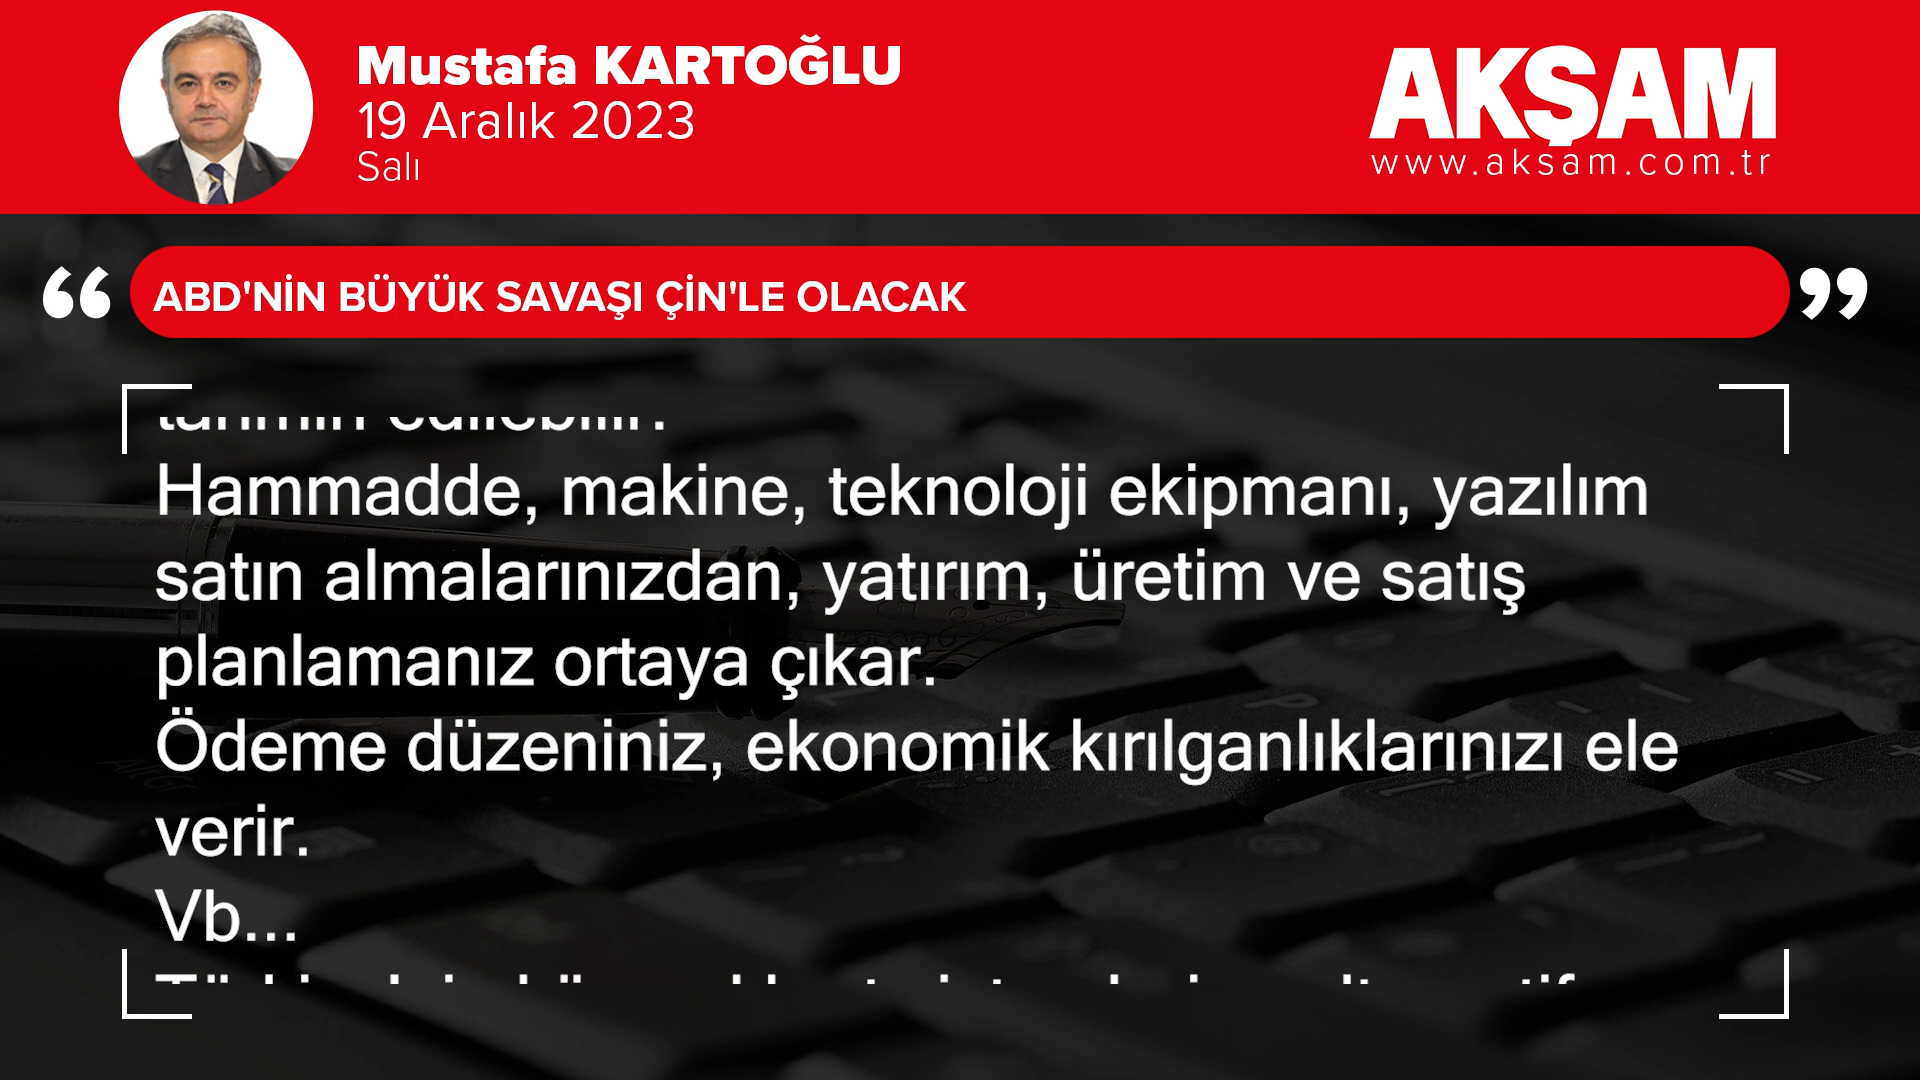 Mustafa KARTOĞLU
19 Aralık 2023
Salı
AKŞAM
www.aksam.com.tr
“ ABD'NİN BÜYÜK SAVAŞI ÇİN'LE OLACAK ”
tahmin edilebilir.
Hammadde, makine, teknoloji ekipmanı, yazılım
satın almalarınızdan, yatırım, üretim ve satış
planlamanız ortaya çıkar.
Ödeme düzeniniz, ekonomik kırılganlıklarınızı ele
verir.
Vb...